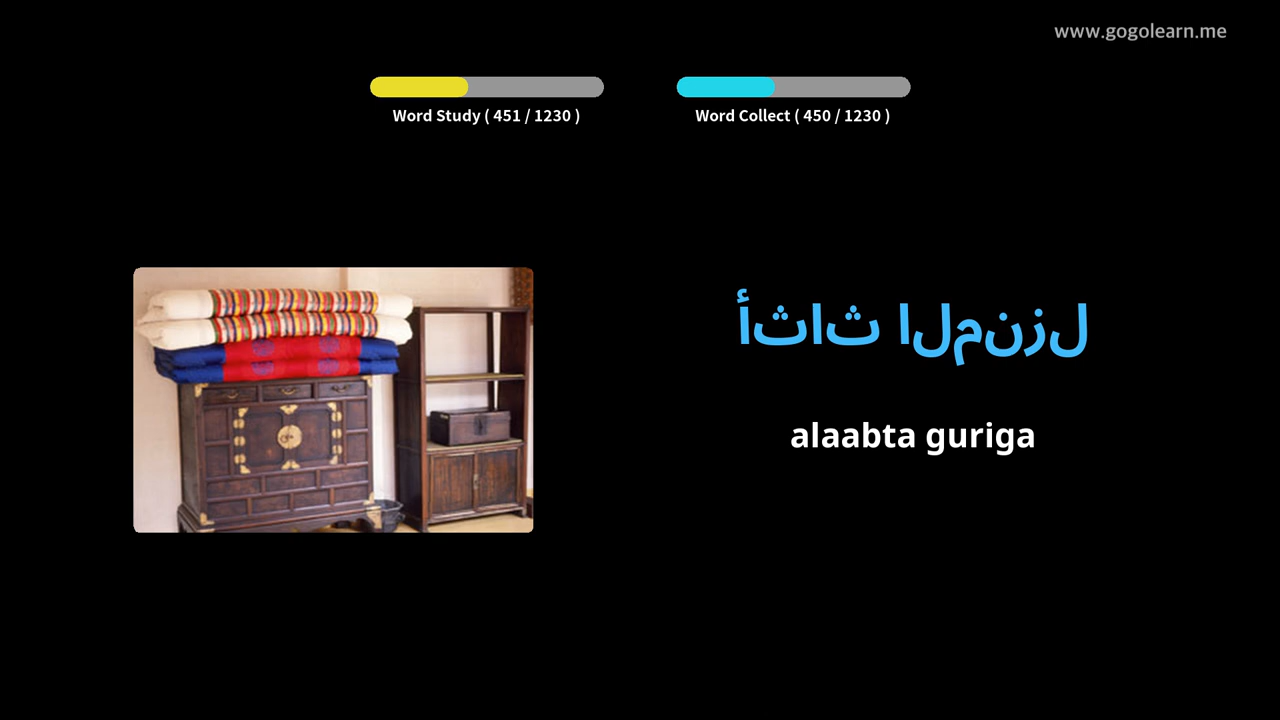 www.gogolearn.me
Word Study ( 451 / 1230 )
Word Collect ( 450 / 1230 )
أثاث المنزل
alaabta guriga